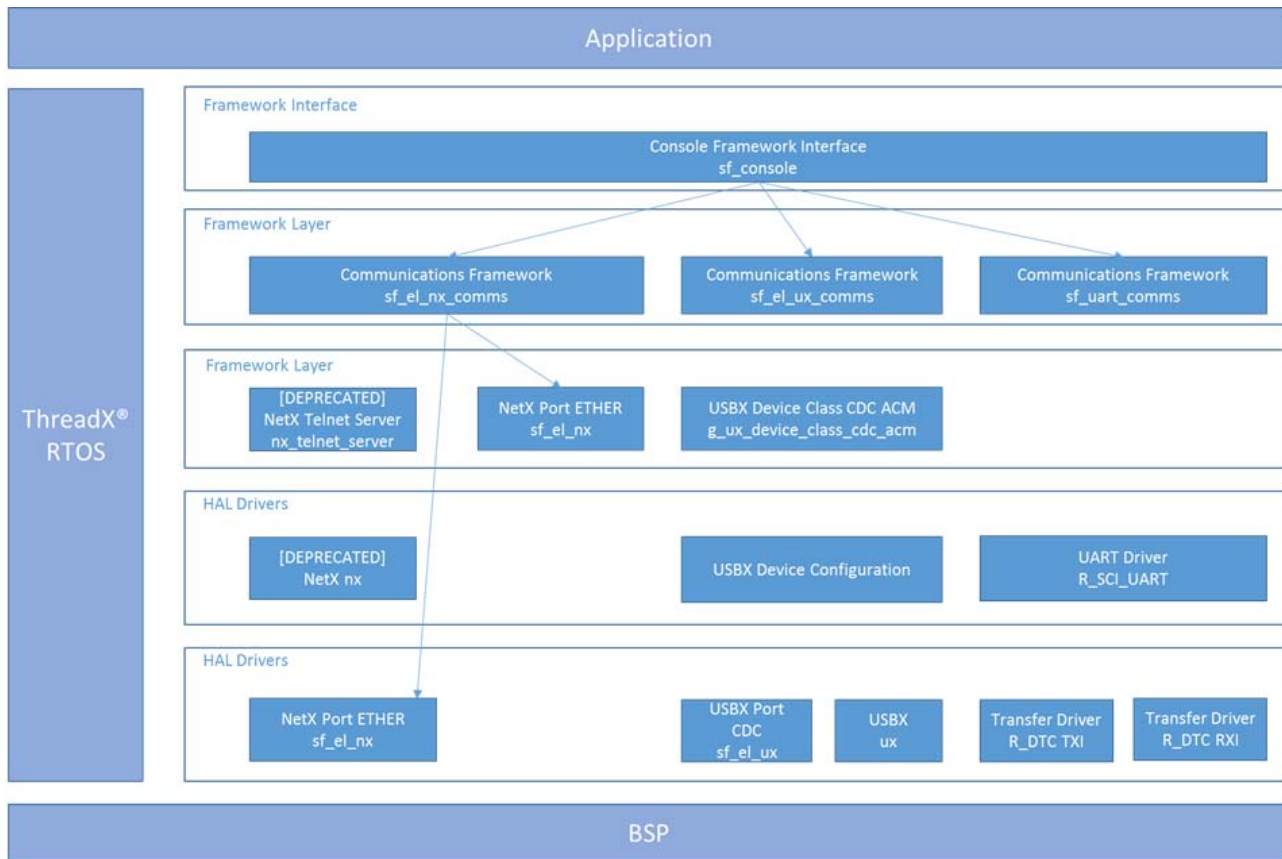 Application
ThreadX®
RTOS
Framework Interface
Console Framework Interface
sf_console
Framework Layer
Communications Framework
sf_el_nx_comms
Communications Framework
sf_el_ux_comms
Communications Framework
sf_uart_comms
Framework Layer
[DEPRECATED]
NetX Telnet Server
nx_telnet_server
NetX Port ETHER
sf_el_nx
USBX Device Class CDC ACM
g_ux_device_class_cdc_acm
HAL Drivers
[DEPRECATED]
NetX nx
USBX Device Configuration
UART Driver
R_SCI_UART
HAL Drivers
NetX Port ETHER
sf_el_nx
USBX Port
CDC
sf_el_ux
USBX
ux
Transfer Driver
R_DTC TXI
Transfer Driver
R_DTC RXI
BSP